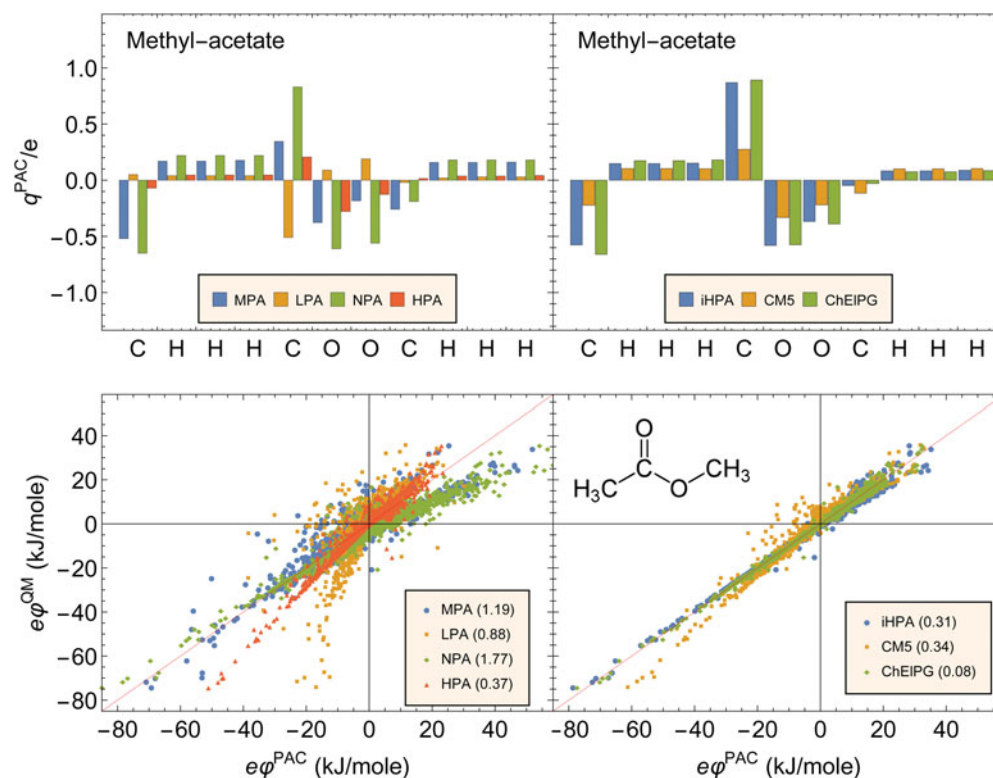 Methyl−acetate
Methyl−acetate
q^PAC/e
1.0
0.5
0.0
−0.5
−1.0
MPA LPA NPA HPA
iHPA CM5 ChElPG
C H H H C O O C H H H
C H H H C O O C H H H
eφ^QM (kJ/mole)
40
20
0
−20
−40
−60
−80
MPA (1.19)
LPA (0.88)
NPA (1.77)
HPA (0.37)
O
H₃C C O CH₃
iHPA (0.31)
CM5 (0.34)
ChElPG (0.08)
−80 −60 −40 −20 0 20 40
−80 −60 −40 −20 0 20 40
eφ^PAC (kJ/mole)
eφ^PAC (kJ/mole)